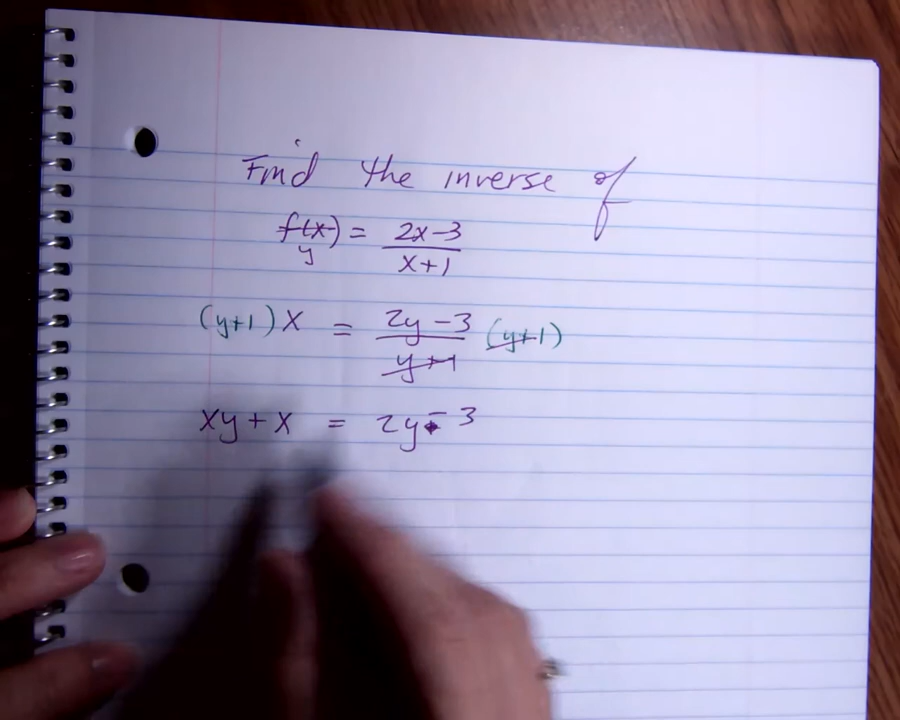 Find the inverse of
f(x) = 2x-3
y x+1
(y+1) x = 2y-3 (y+1)
y+1
xy + x = 2y - 3